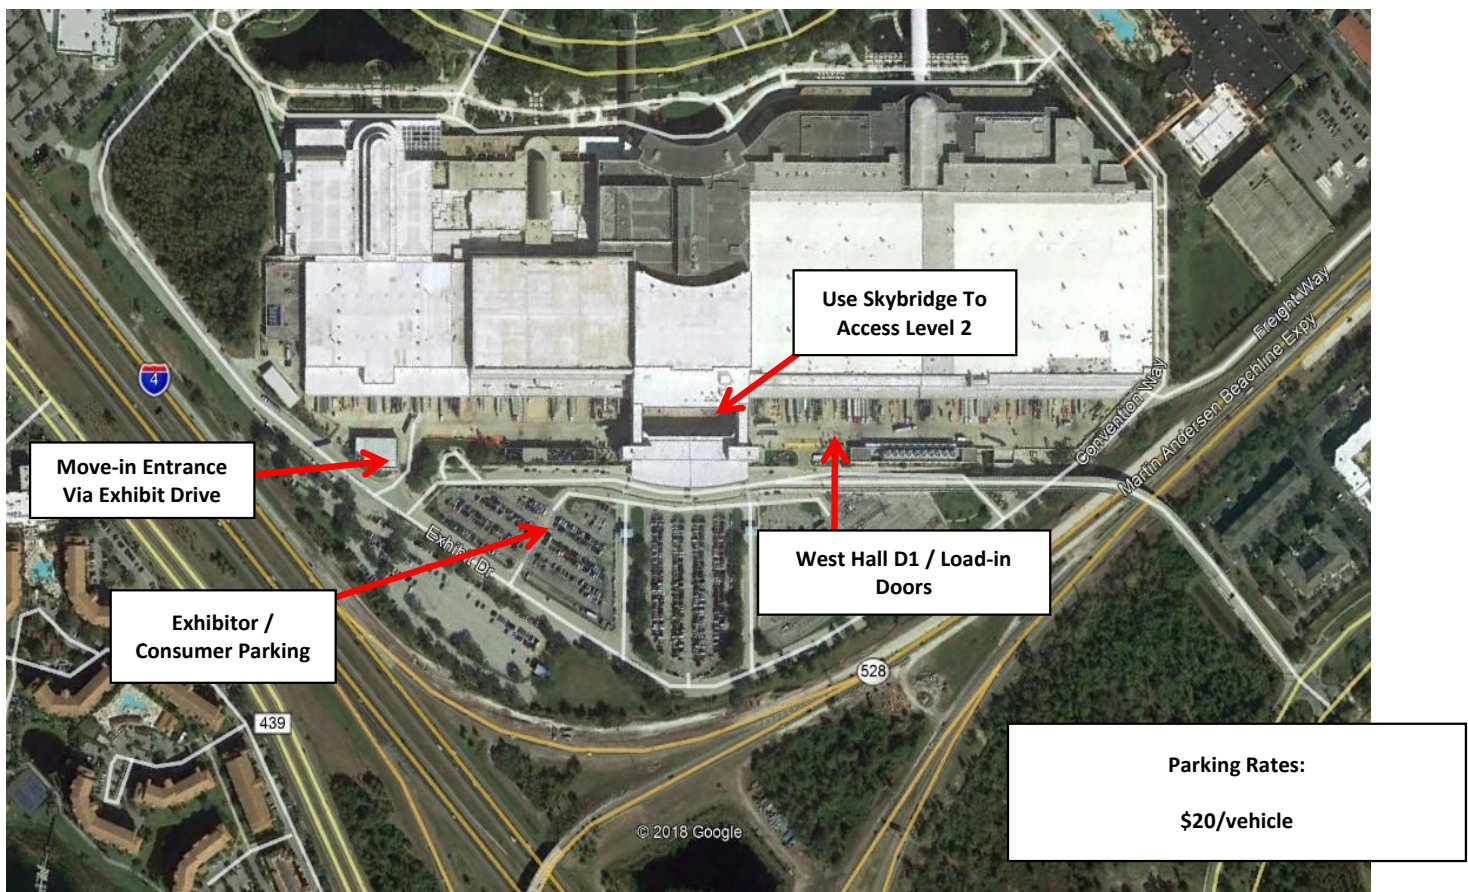 Use Skybridge To
Access Level 2
Freight Way
4
Convention Way
Martin Andersen Beachline Expy
Move-in Entrance
Via Exhibit Drive
Exhibit Dr
West Hall D1 / Load-in
Doors
Exhibitor /
Consumer Parking
528
439
Parking Rates:
$20/vehicle
© 2018 Google